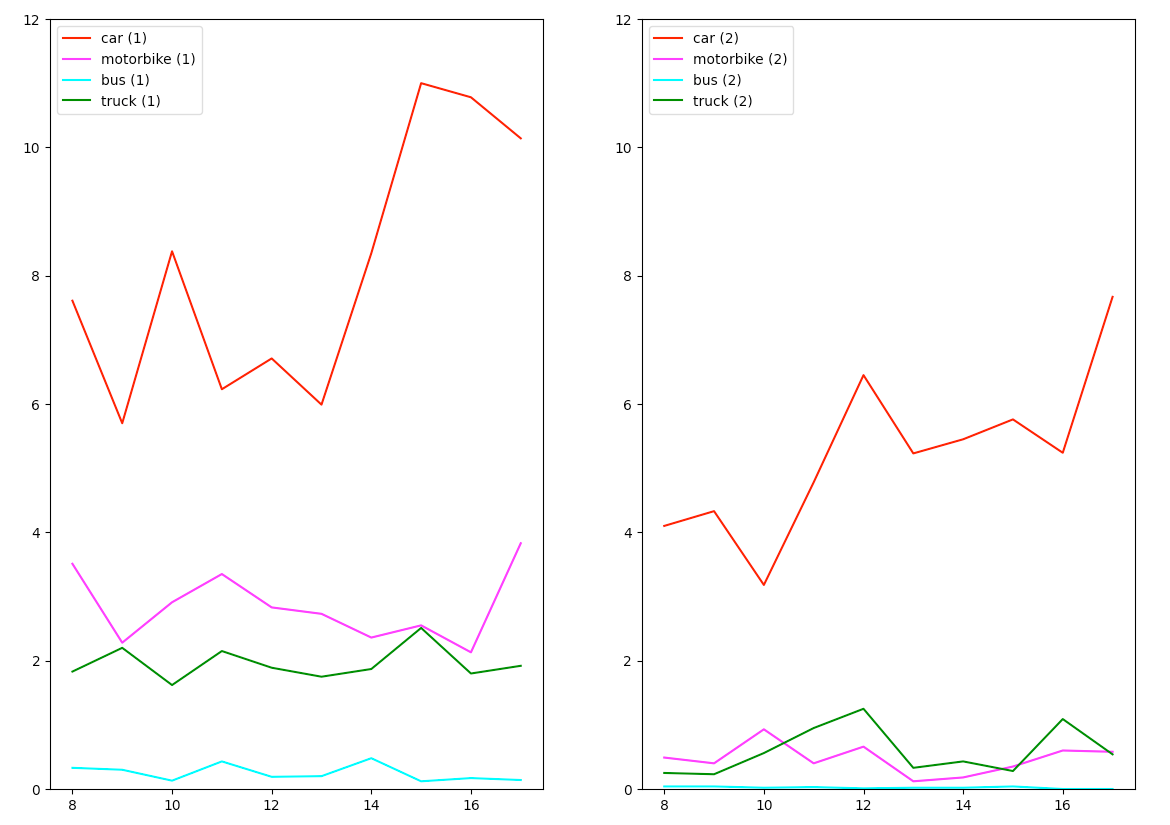 car (1)
motorbike (1)
bus (1)
truck (1)
12
10
8
6
4
2
0
8 10 12 14 16
car (2)
motorbike (2)
bus (2)
truck (2)
12
10
8
6
4
2
0
8 10 12 14 16